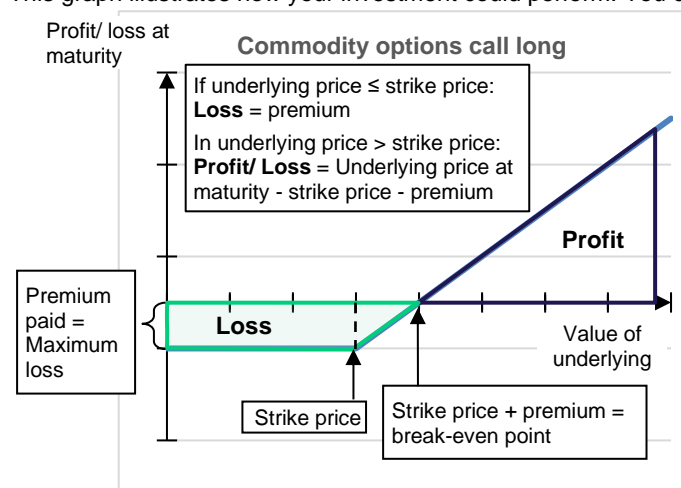 Profit/ loss at
maturity
Commodity options call long
If underlying price ≤ strike price:
Loss = premium
In underlying price > strike price:
Profit/ Loss = Underlying price at
maturity - strike price - premium
Profit
Premium
paid =
Maximum
loss
Loss
Value of
underlying
Strike price
Strike price + premium =
break-even point